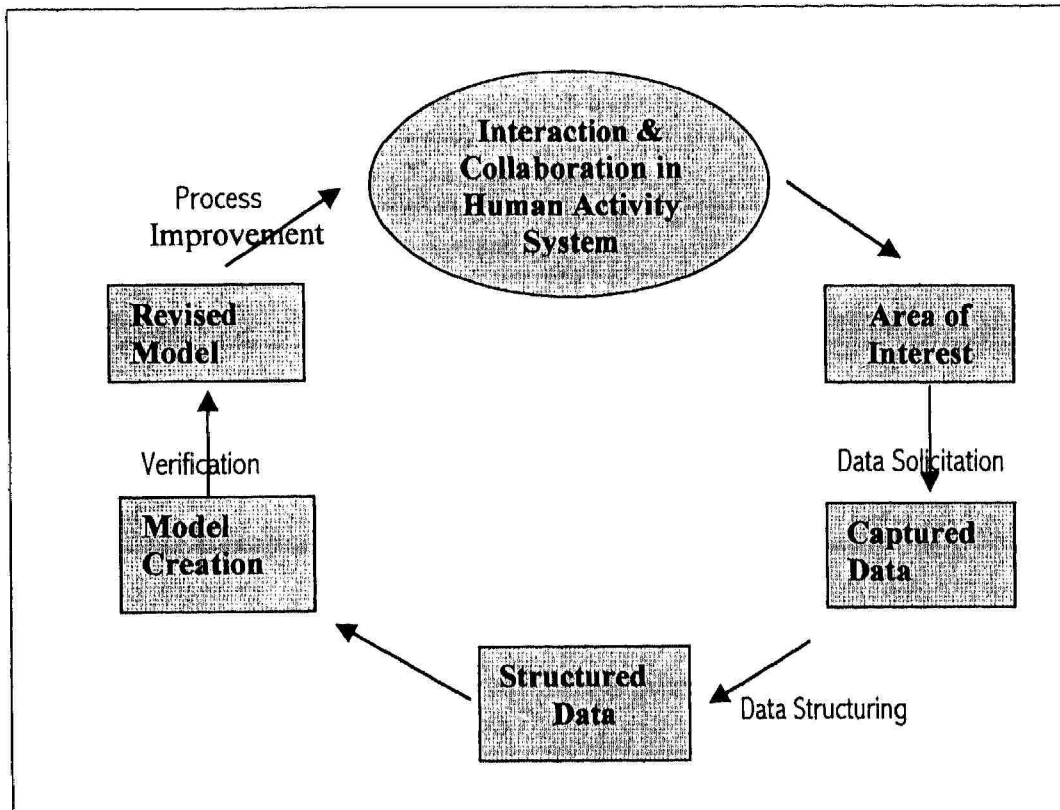 Interaction &
Collaboration in
Human Activity
System
Process
Improvement
Revised
Model
Area of
Interest
Verification
Data Solicitation
Model
Creation
Captured
Data
Structured
Data
Data Structuring